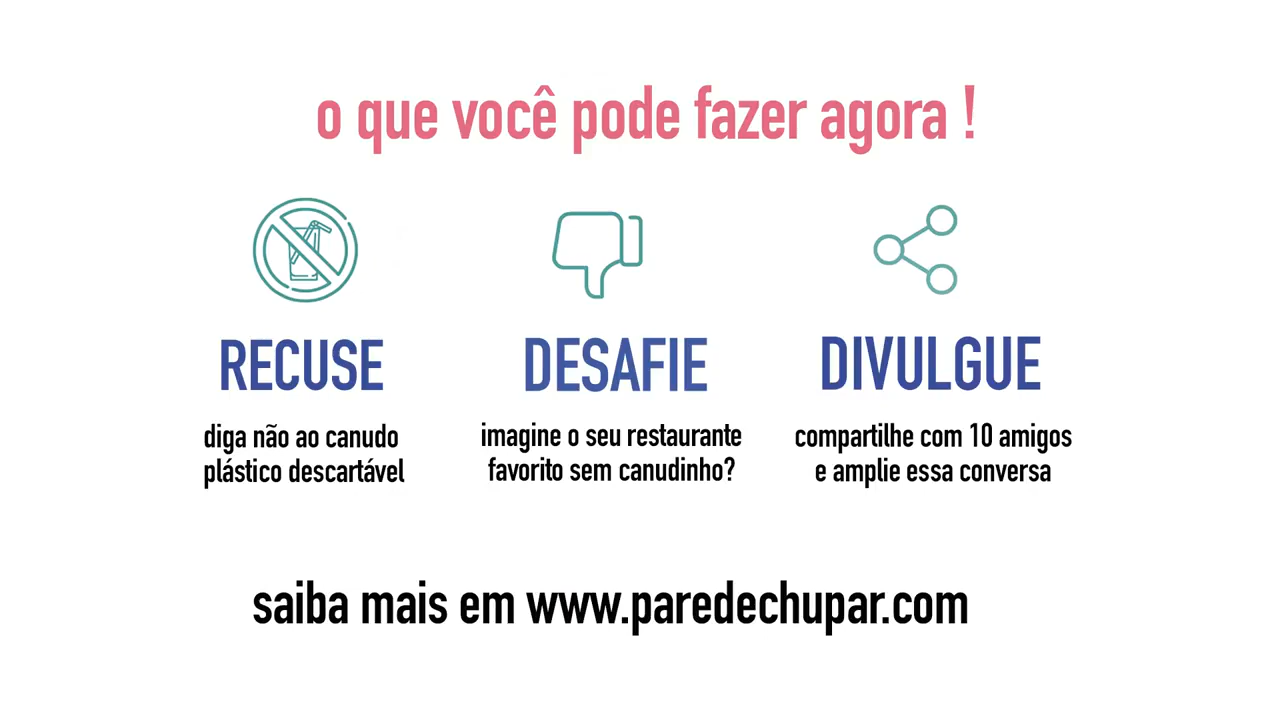 o que você pode fazer agora !
RECUSE
diga não ao canudo
plástico descartável
DESAFIE
imagine o seu restaurante
favorito sem canudinho?
DIVULGUE
compartilhe com 10 amigos
e amplie essa conversa
saiba mais em www.paredechupar.com